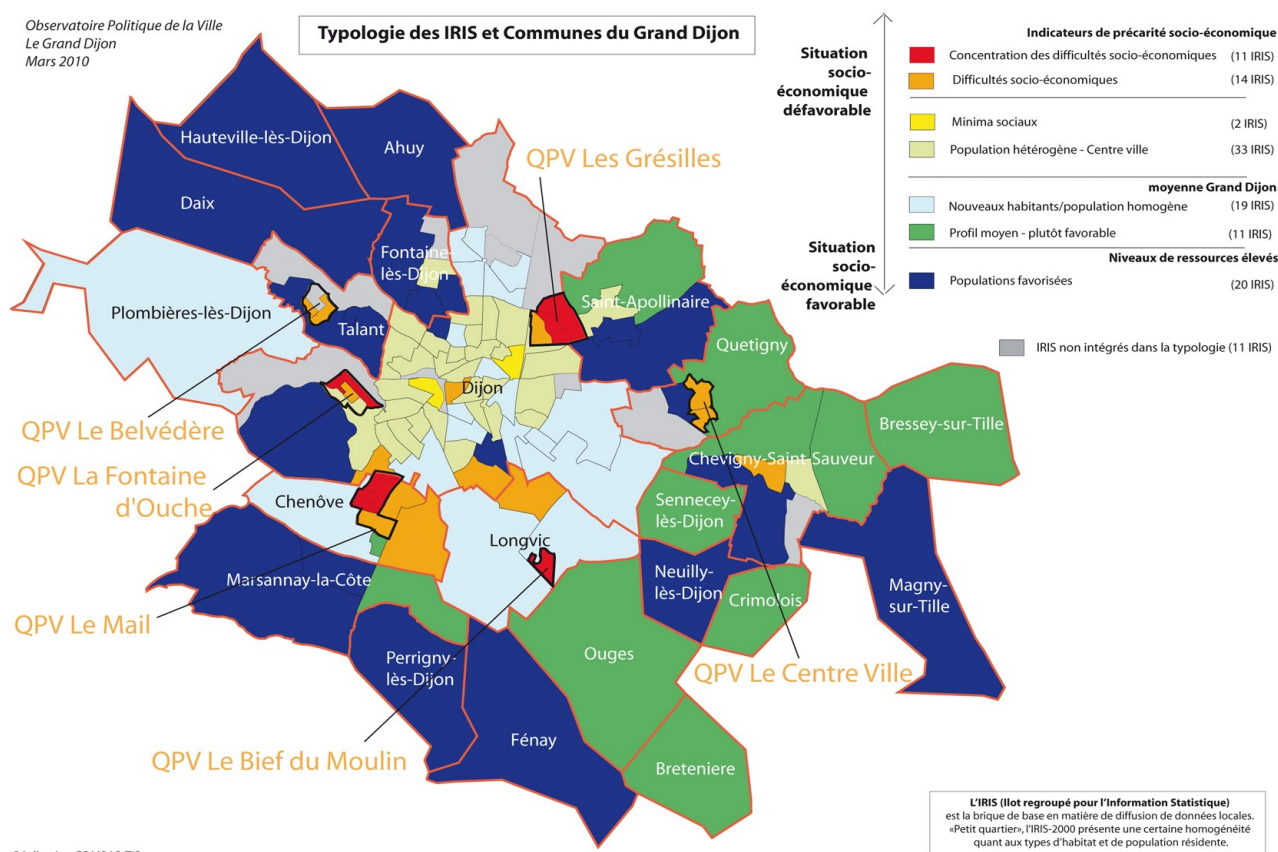 Observatoire Politique de la Ville
Le Grand Dijon
Mars 2010
Typologie des IRIS et Communes du Grand Dijon
Situation
socio-
économique
défavorable
Situation
socio-
économique
favorable
Indicateurs de précarité socio-économique
Concentration des difficultés socio-économiques (11 IRIS)
Difficultés socio-économiques (14 IRIS)
Minima sociaux (2 IRIS)
Population hétérogène - Centre ville (33 IRIS)
moyenne Grand Dijon
Nouveaux habitants/population homogène (19 IRIS)
Profil moyen - plutôt favorable (11 IRIS)
Niveaux de ressources élevés
Populations favorisées (20 IRIS)
IRIS non intégrés dans la typologie (11 IRIS)
Hauteville-lès-Dijon
Ahuy
QPV Les Grésilles
Daix
Fontaine-
lès-Dijon
Saint-Apollinaire
Plombières-lès-Dijon
Talant
Quetigny
Dijon
QPV Le Belvédère
Bressey-sur-Tille
QPV La Fontaine
d'Ouche
Chevigny-Saint-Sauveur
Chenôve
Sennecey-
lès-Dijon
Longvic
Marsannay-la-Côte
Neuilly-
lès-Dijon
Crimolois
Magny-
sur-Tille
QPV Le Mail
Perrigny-
lès-Dijon
Ouges
QPV Le Centre Ville
QPV Le Bief du Moulin
Fénay
Breteniere
L'IRIS (Ilot regroupé pour l'Information Statistique)
est la brique de base en matière de diffusion de données locales.
«Petit quartier», l'IRIS-2000 présente une certaine homogénéité
quant aux types d'habitat et de population résidente.